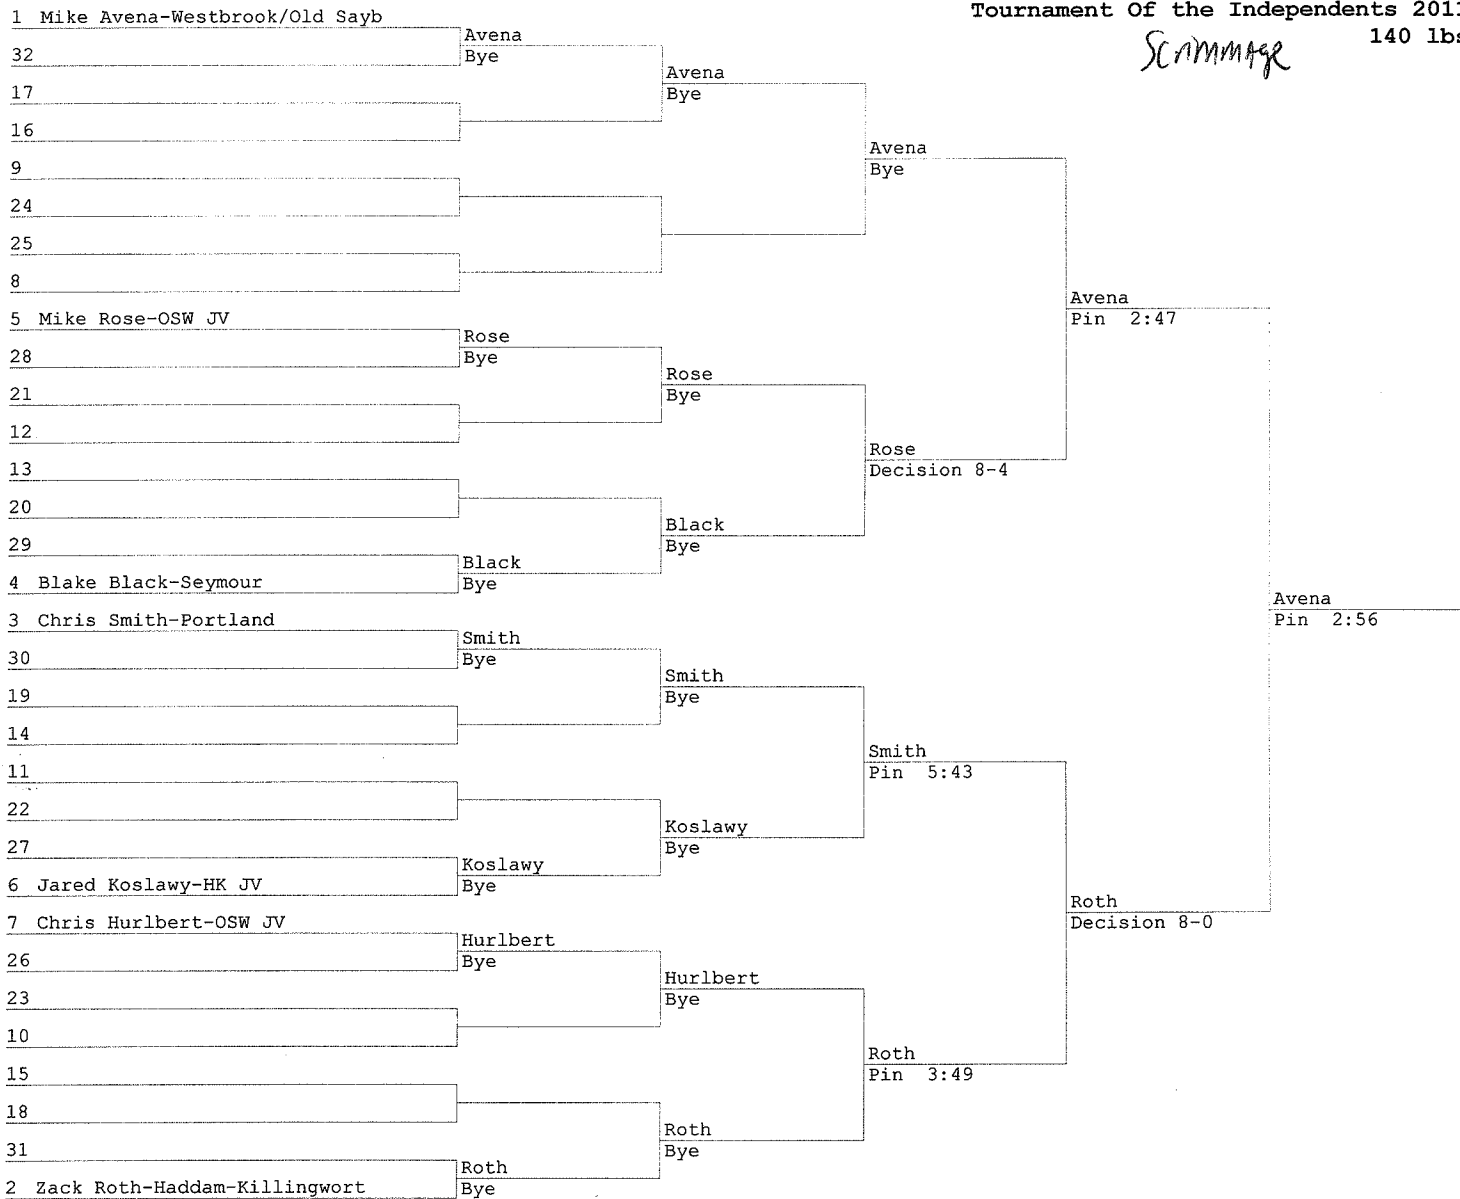 Tournament Of the Independents 2011
140 lbs
Scrimmage
1 Mike Avena-Westbrook/Old Sayb
32
17
16
9
24
25
8
5 Mike Rose-OSW JV
28
21
12
13
20
29
4 Blake Black-Seymour
3 Chris Smith-Portland
30
19
14
11
22
27
6 Jared Koslawy-HK JV
7 Chris Hurlbert-OSW JV
26
23
10
15
18
31
2 Zack Roth-Haddam-Killingwort
Avena
Bye
Rose
Bye
Black
Bye
Smith
Bye
Koslawy
Bye
Hurlbert
Bye
Roth
Bye
Avena
Bye
Rose
Bye
Black
Bye
Smith
Bye
Koslawy
Bye
Hurlbert
Bye
Roth
Bye
Avena
Bye
Rose
Decision 8-4
Smith
Pin 5:43
Roth
Pin 3:49
Avena
Pin 2:47
Roth
Decision 8-0
Avena
Pin 2:56